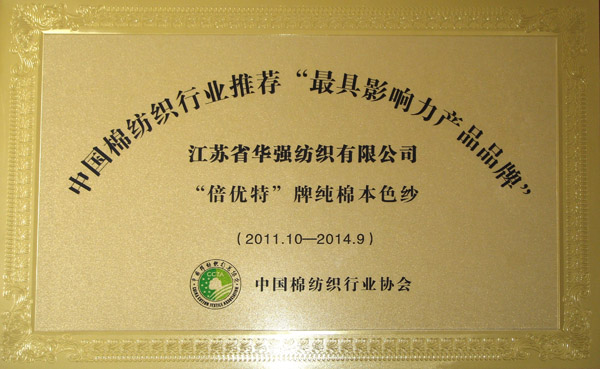 中国棉纺织行业推荐“最具影响力产品品牌”
江苏省华强纺织有限公司
“倍优特”牌纯棉本色纱
（2011.10—2014.9）
中国棉纺织行业协会